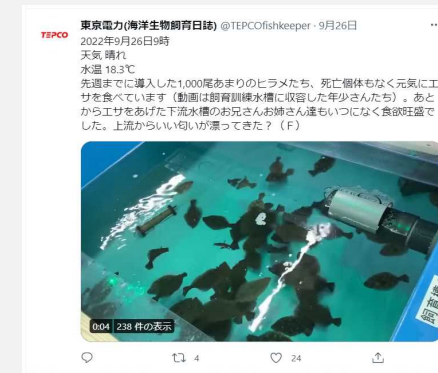 TEPCO
東京電力(海洋生物飼育日誌) @TEPCOfishkeeper · 9月26日
2022年9月26日9時
天気 晴れ
水温 18.3℃
先週までに導入した1,000尾あまりのヒラメたち、死亡個体もなく元気にエ
サを食べています（動画は飼育訓練水槽に収容した年少さんたち）。あと
からエサをあげた下流水槽のお兄さんお姉さん達もいつになく食欲旺盛で
した。上流からいい匂いが漂ってきた？（Ｆ）
飼育
0:04 238 件の表示
4
24